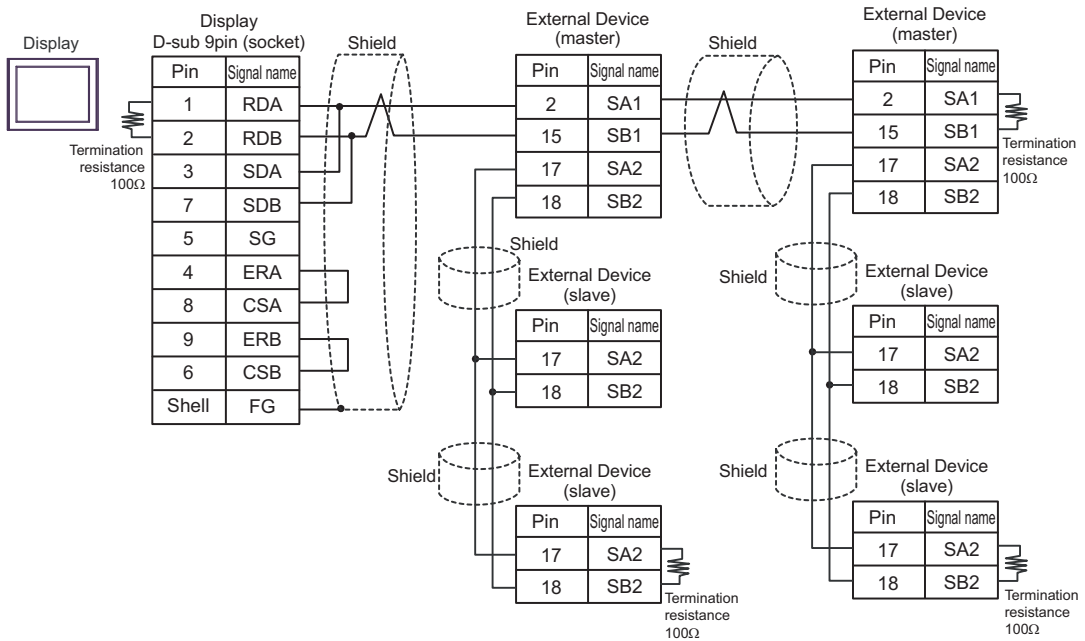 Display
Display
D-sub 9pin (socket)
Pin Signal name
1 RDA
2 RDB
3 SDA
7 SDB
5 SG
4 ERA
8 CSA
9 ERB
6 CSB
Shell FG
Termination
resistance
100Ω
Shield
External Device
(master)
Pin Signal name
2 SA1
15 SB1
17 SA2
18 SB2
Shield
External Device
(master)
Pin Signal name
2 SA1
15 SB1
17 SA2
18 SB2
Termination
resistance
100Ω
Shield
External Device
(slave)
Pin Signal name
17 SA2
18 SB2
Shield
External Device
(slave)
Pin Signal name
17 SA2
18 SB2
Shield
External Device
(slave)
Pin Signal name
17 SA2
18 SB2
Termination
resistance
100Ω
Shield
External Device
(slave)
Pin Signal name
17 SA2
18 SB2
Termination
resistance
100Ω